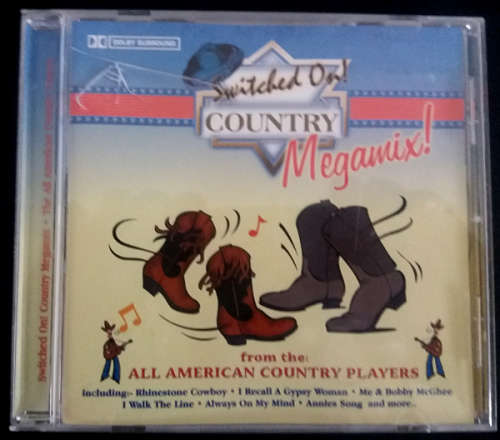 DOLBY SURROUND
Switched On!
COUNTRY
Megamix!
from the:
ALL AMERICAN COUNTRY PLAYERS
including:- Rhinestone Cowboy • I Recall A Gypsy Woman • Me & Bobby McGhee
I Walk The Line • Always On My Mind • Annies Song and more..
Switched On! Country Megamix • The All American Country Players